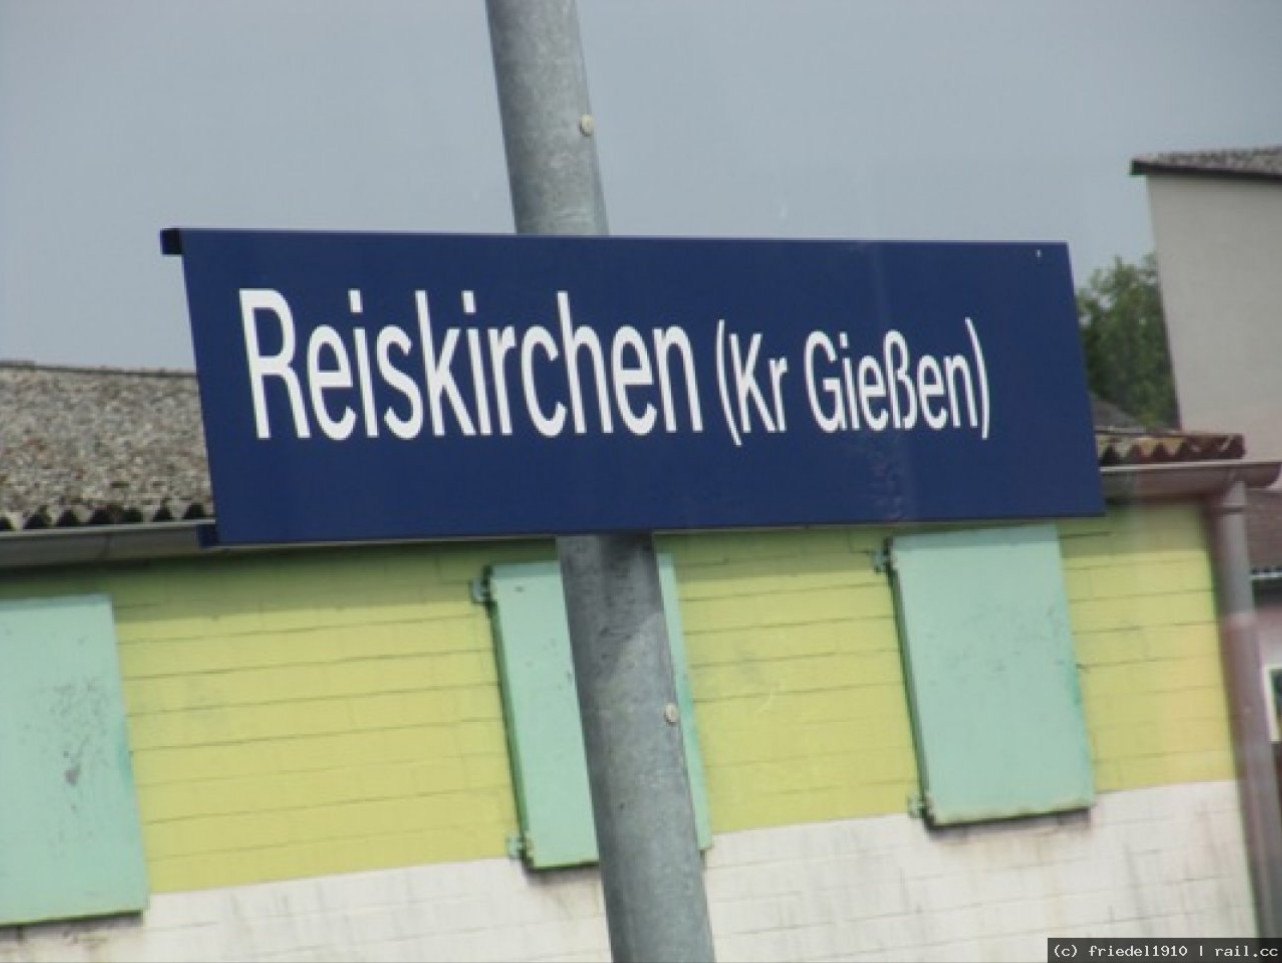 Reiskirchen (Kr Gießen)
(c) friedel1910 | rail.cc